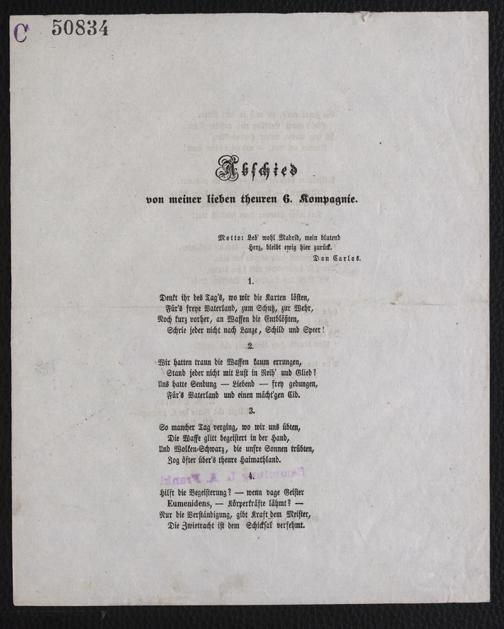 C 50834
Abschied
von meiner lieben theuren 6. Kompagnie.
Motto: Leb' wohl Madrid, mein blutend
Herz, bleibt ewig hier zurück.
Don Carlos.
1.
Denkt ihr des Tag's, wo wir die Karten lösten,
Für's freye Vaterland, zum Schutz, zur Wehr,
Noch kurz vorher, an Waffen die Entblößten,
Schrie jeder nicht nach Lanze, Schild und Speer!
2.
Wir hatten traun die Waffen kaum errungen,
Stand jeder nicht mit Lust in Reih' und Glied?
Uns hatte Sendung — Liebend — frey gedungen,
Für's Vaterland und einen mächt'gen Eid.
3.
So mancher Tag verging, wo wir uns übten,
Die Waffe glitt begeistert in der Hand,
Und Wolken-Schwarz, die unsre Sonnen trübten,
Zog öfter über's theure Haimathland.
4.
Hilft die Begeisterung? — wenn vage Geister
Eumenidens, — Körperkräfte lähmt? —
Nur die Verständigung, gibt Kraft dem Meister,
Die Zwietracht ist dem Schicksal verfehmt.